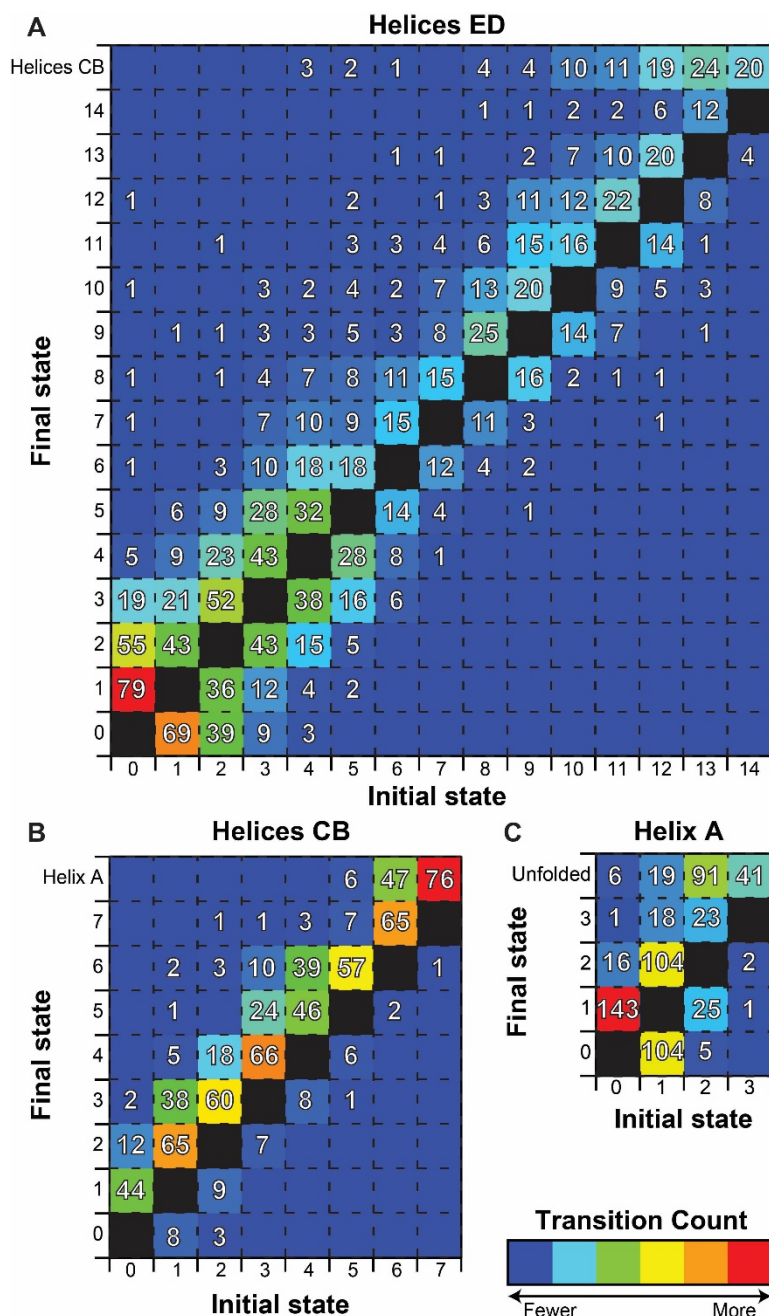 A
Helices ED
Helices CB 3 2 1 4 4 10 11 19 24 20
14 1 1 2 2 6 12
13 1 1 2 7 10 20 4
12 1 2 1 3 11 12 22 8
11 1 3 3 4 6 15 16 14 1
10 1 3 2 4 2 7 13 20 9 5 3
9 1 1 3 3 5 3 8 25 14 7 1
8 1 1 4 7 8 11 15 16 2 1 1
7 1 7 10 9 15 11 3 1
6 1 3 10 18 18 12 4 2
5 6 9 28 32 14 4 1
4 5 9 23 43 28 8 1
3 19 21 52 38 16 6
2 55 43 43 15 5
1 79 36 12 4 2
0 69 39 9 3
0 1 2 3 4 5 6 7 8 9 10 11 12 13 14
Final state
Initial state
B
Helices CB
Helix A 6 47 76
7 1 1 3 7 65
6 2 3 10 39 57 1
5 1 24 46 2
4 5 18 66 6
3 2 38 60 8 1
2 12 65 7
1 44 9
0 8 3
0 1 2 3 4 5 6 7
Final state
Initial state
C
Helix A
Unfolded 6 19 91 41
3 1 18 23
2 16 104 2
1 143 25 1
0 104 5
0 1 2 3
Final state
Initial state
Transition Count
Fewer More